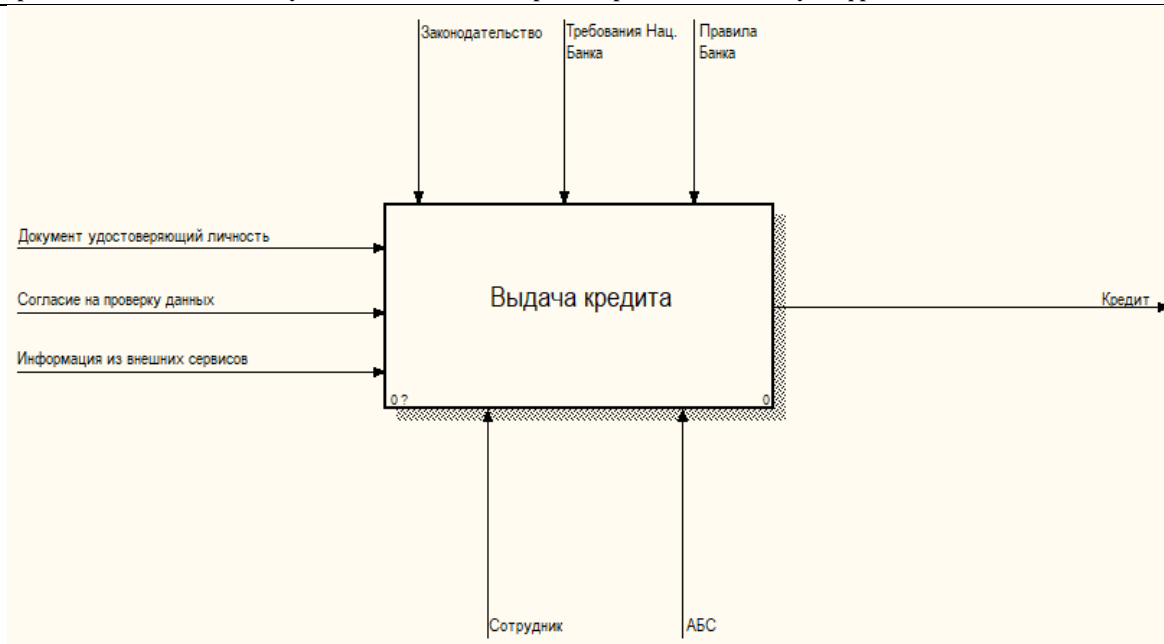 Законодательство
Требования Нац.
Банка
Правила
Банка
Документ удостоверяющий личность
Согласие на проверку данных
Информация из внешних сервисов
Выдача кредита
Кредит
0 ?
0
Сотрудник
АБС